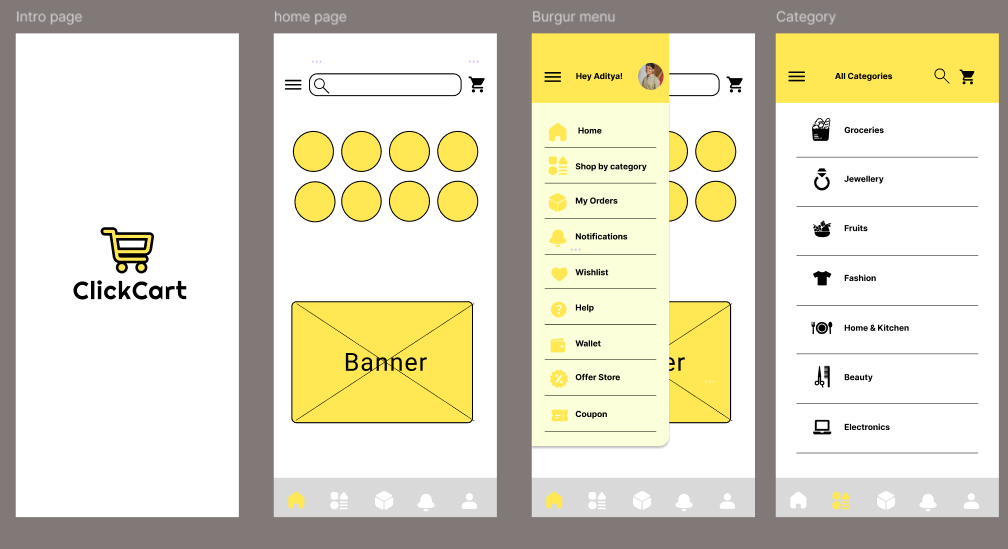 Intro page
home page
Burgur menu
Category
ClickCart
Banner
Hey Aditya!
Home
Shop by category
My Orders
Notifications
Wishlist
Help
Wallet
Offer Store
Coupon
er
All Categories
Groceries
Jewellery
Fruits
Fashion
Home & Kitchen
Beauty
Electronics